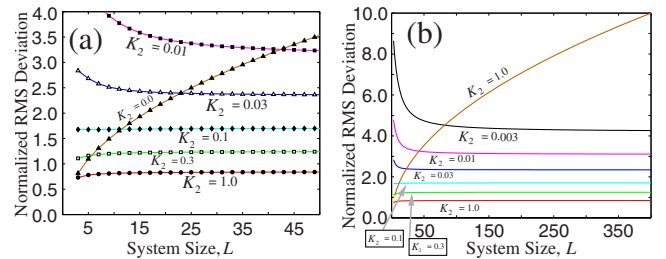 Normalized RMS Deviation
4.0
3.5
3.0
2.5
2.0
1.5
1.0
0.5
0.0
(a)
K₂ = 0.01
K₂ = 0.0
K₂ = 0.03
K₂ = 0.1
K₂ = 0.3
K₂ = 1.0
5 15 25 35 45
System Size, L
Normalized RMS Deviation
10.0
8.0
6.0
4.0
2.0
0.0
(b)
K₂ = 1.0
K₂ = 0.003
K₂ = 0.01
K₂ = 0.03
K₂ = 1.0
K₂ = 0.1
K₂ = 0.3
50 150 250 350
System Size, L